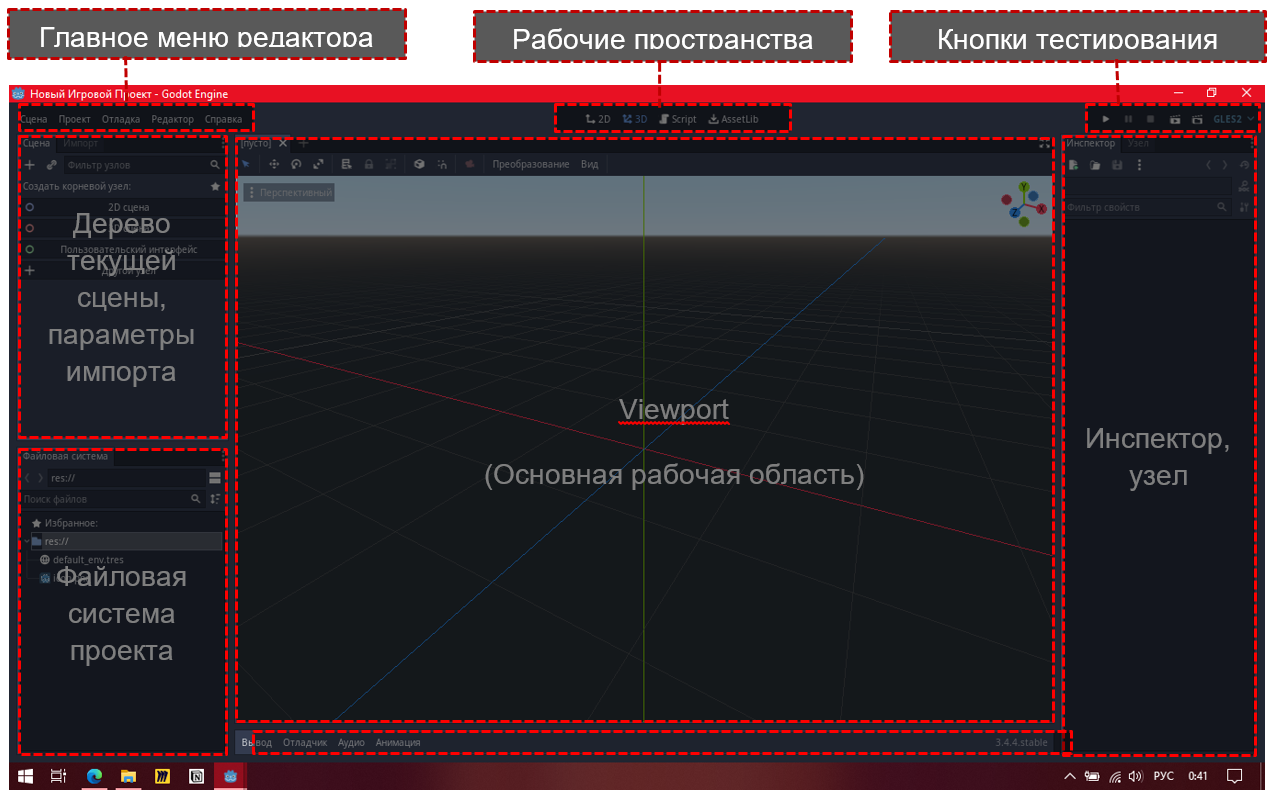 Главное меню редактора
Рабочие пространства
Кнопки тестирования
Новый Игровой Проект - Godot Engine
Сцена Проект Отладка Редактор Справка
2D 3D Script AssetLib
GLES2
Сцена Импорт
Фильтр узлов
Создать корневой узел:
2D сцена
Пользовательский интерфейс
Другой узел
Дерево
текущей
сцены,
параметры
импорта
Файловая система
res://
Поиск файлов
Избранное:
res://
default_env.tres
Файловая
система
проекта
[пусто]
Преобразование Вид
Перспективный
Y
X
Z
Viewport
(Основная рабочая область)
Вывод Отладчик Аудио Анимация
3.4.4.stable
Инспектор Узел
Фильтр свойств
Инспектор,
узел
РУС
0:41